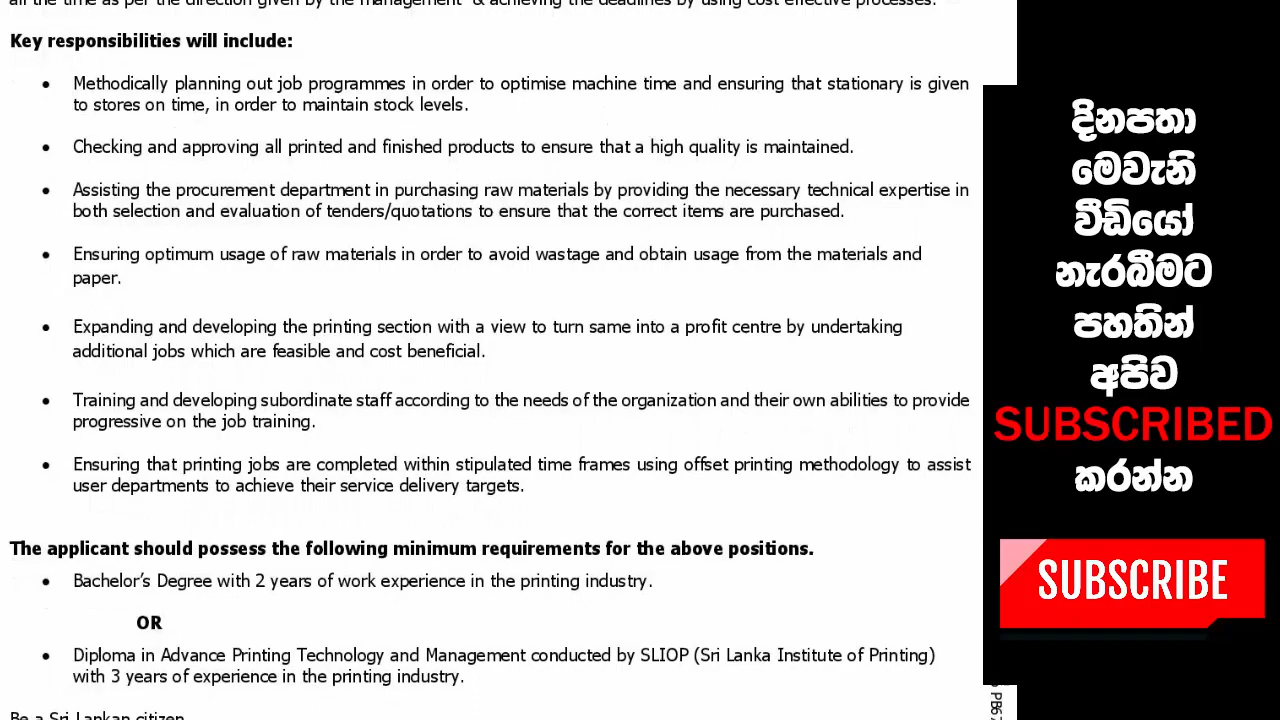 all the time as per the direction given by the management & achieving the deadlines by using cost effective processes.
Key responsibilities will include:
• Methodically planning out job programmes in order to optimise machine time and ensuring that stationary is given
to stores on time, in order to maintain stock levels.
• Checking and approving all printed and finished products to ensure that a high quality is maintained.
• Assisting the procurement department in purchasing raw materials by providing the necessary technical expertise in
both selection and evaluation of tenders/quotations to ensure that the correct items are purchased.
• Ensuring optimum usage of raw materials in order to avoid wastage and obtain usage from the materials and
paper.
• Expanding and developing the printing section with a view to turn same into a profit centre by undertaking
additional jobs which are feasible and cost beneficial.
• Training and developing subordinate staff according to the needs of the organization and their own abilities to provide
progressive on the job training.
• Ensuring that printing jobs are completed within stipulated time frames using offset printing methodology to assist
user departments to achieve their service delivery targets.
The applicant should possess the following minimum requirements for the above positions.
• Bachelor's Degree with 2 years of work experience in the printing industry.
OR
• Diploma in Advance Printing Technology and Management conducted by SLIOP (Sri Lanka Institute of Printing)
with 3 years of experience in the printing industry.
Be a Sri Lankan citizen
දිනපතා
මෙවැනි
වීඩියෝ
නැරබීමට
පහතින්
අපිව
SUBSCRIBED
කරන්න
SUBSCRIBE